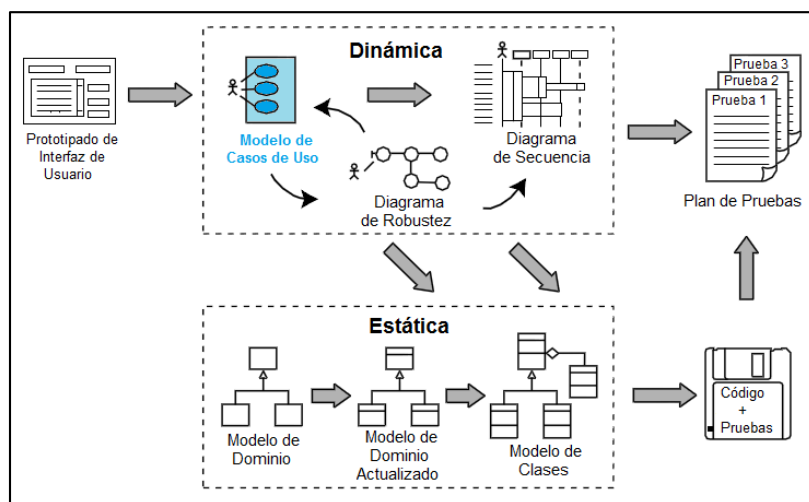 Dinámica
Prototipado de
Interfaz de
Usuario
Modelo de
Casos de Uso
Diagrama
de Robustez
Diagrama
de Secuencia
Prueba 3
Prueba 2
Prueba 1
Plan de Pruebas
Estática
Modelo de
Dominio
Modelo de
Dominio
Actualizado
Modelo de
Clases
Código
+
Pruebas